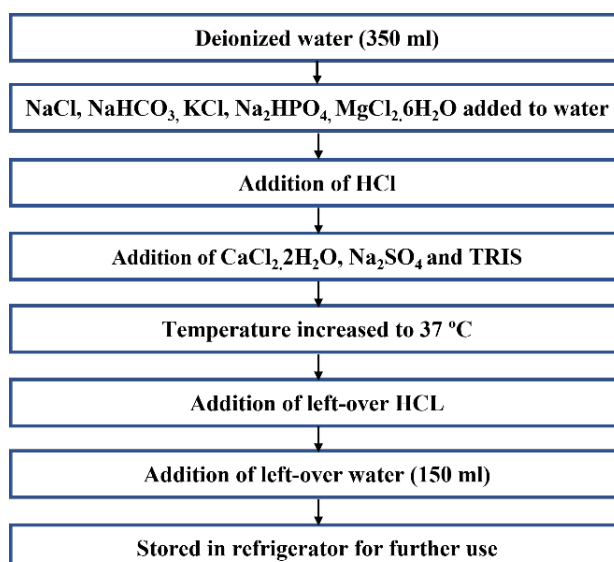 Deionized water (350 ml)
NaCl, NaHCO₃, KCl, Na₂HPO₄, MgCl₂.6H₂O added to water
Addition of HCl
Addition of CaCl₂.2H₂O, Na₂SO₄ and TRIS
Temperature increased to 37 ºC
Addition of left-over HCL
Addition of left-over water (150 ml)
Stored in refrigerator for further use